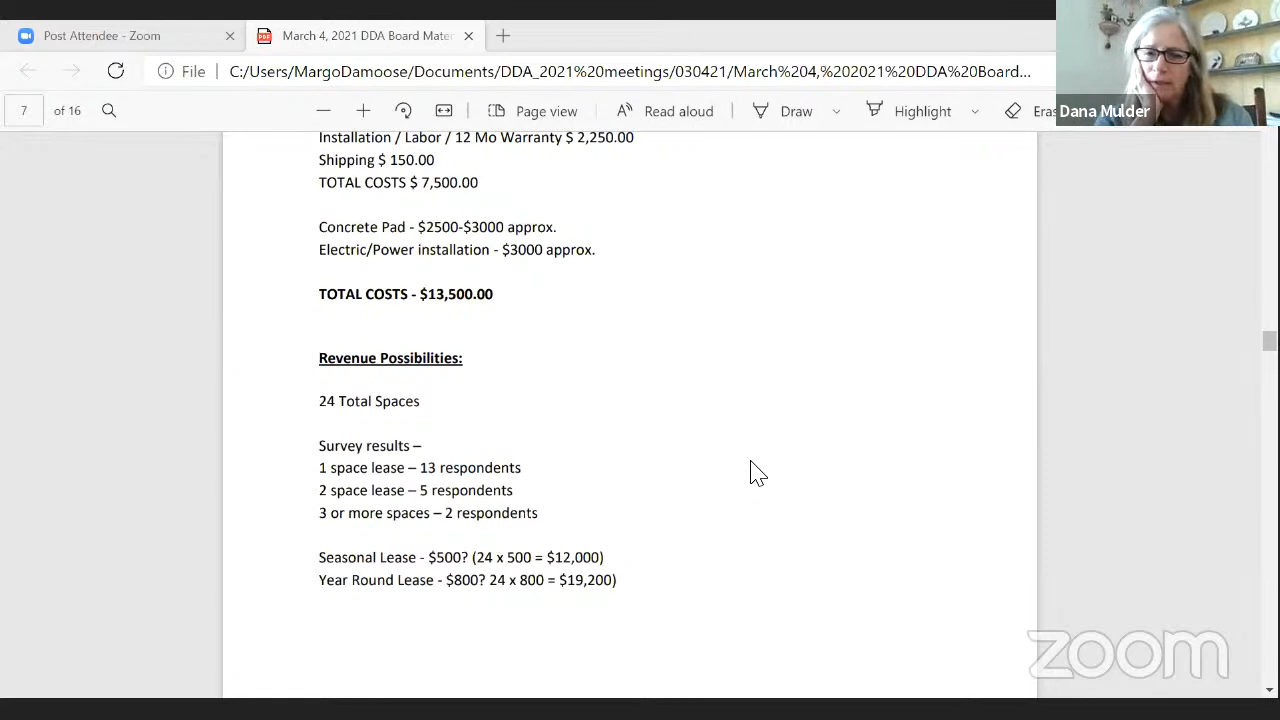 Post Attendee - Zoom
March 4, 2021 DDA Board Mater
File
C:/Users/MargoDamoose/Documents/DDA_2021%20meetings/030421/March%204,%202021%20DDA%20Board...
7 of 16
Page view
Read aloud
Draw
Highlight
Eras
Dana Mulder
Installation / Labor / 12 Mo Warranty $ 2,250.00
Shipping $ 150.00
TOTAL COSTS $ 7,500.00
Concrete Pad - $2500-$3000 approx.
Electric/Power installation - $3000 approx.
TOTAL COSTS - $13,500.00
Revenue Possibilities:
24 Total Spaces
Survey results –
1 space lease – 13 respondents
2 space lease – 5 respondents
3 or more spaces – 2 respondents
Seasonal Lease - $500? (24 x 500 = $12,000)
Year Round Lease - $800? 24 x 800 = $19,200)
zoom